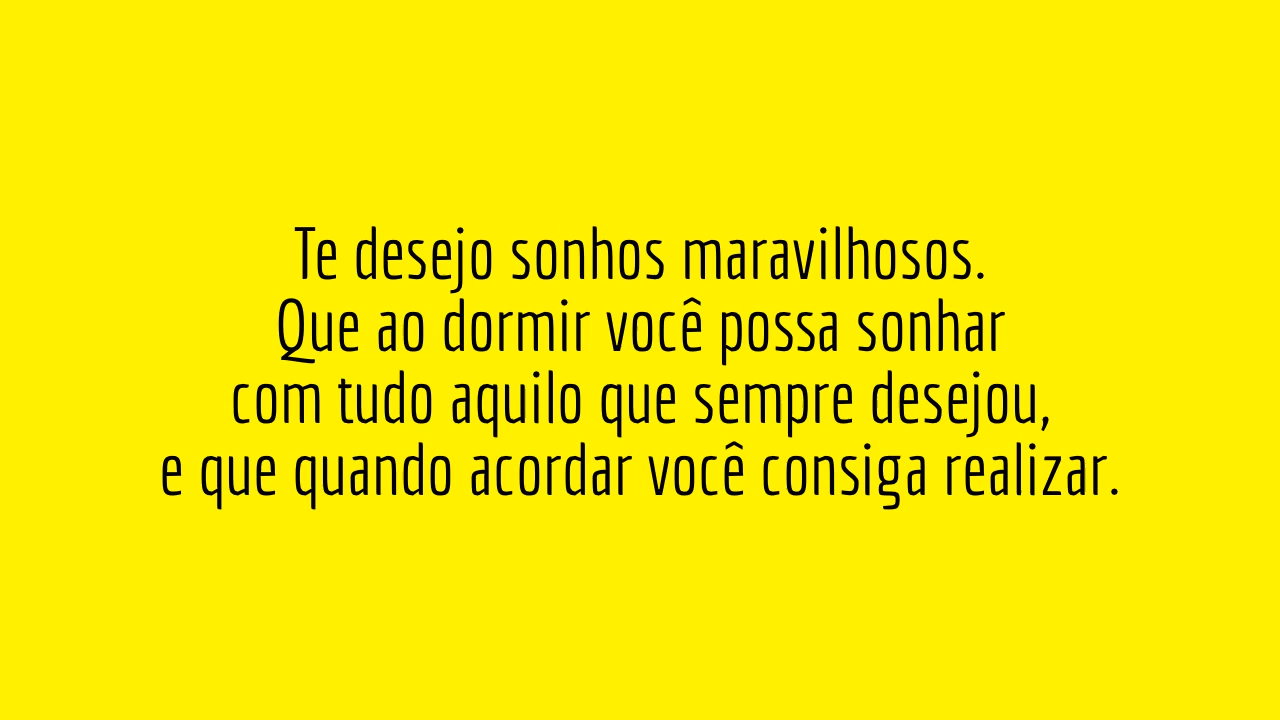 Te desejo sonhos maravilhosos.
Que ao dormir você possa sonhar
com tudo aquilo que sempre desejou,
e que quando acordar você consiga realizar.